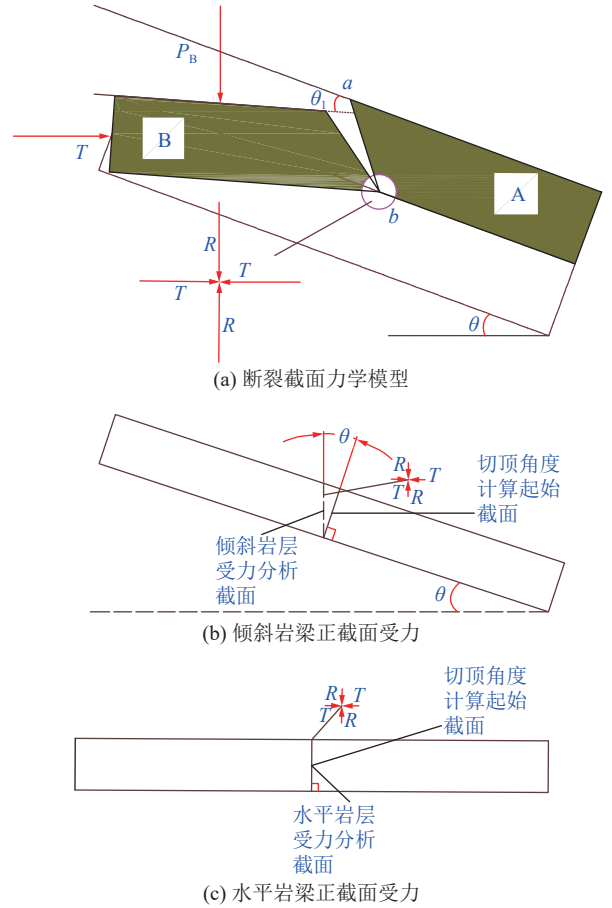 P_B
a
θ₁
B
T
A
b
R
T
T
R
θ
(a) 断裂截面力学模型
θ
R
T
T
R
切顶角度
计算起始
截面
倾斜岩层
受力分析
截面
θ
(b) 倾斜岩梁正截面受力
R
T
T
R
切顶角度
计算起始
截面
水平岩层
受力分析
截面
(c) 水平岩梁正截面受力